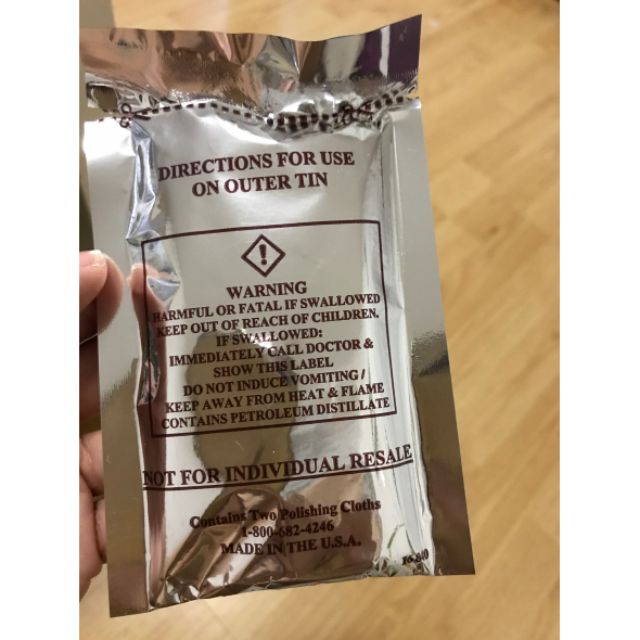 DIRECTIONS FOR USE
ON OUTER TIN
WARNING
HARMFUL OR FATAL IF SWALLOWED
KEEP OUT OF REACH OF CHILDREN.
IF SWALLOWED:
IMMEDIATELY CALL DOCTOR &
SHOW THIS LABEL
DO NOT INDUCE VOMITING /
KEEP AWAY FROM HEAT & FLAME
CONTAINS PETROLEUM DISTILLATE
NOT FOR INDIVIDUAL RESALE
Contains Two Polishing Cloths
1-800-682-4246
MADE IN THE U.S.A.